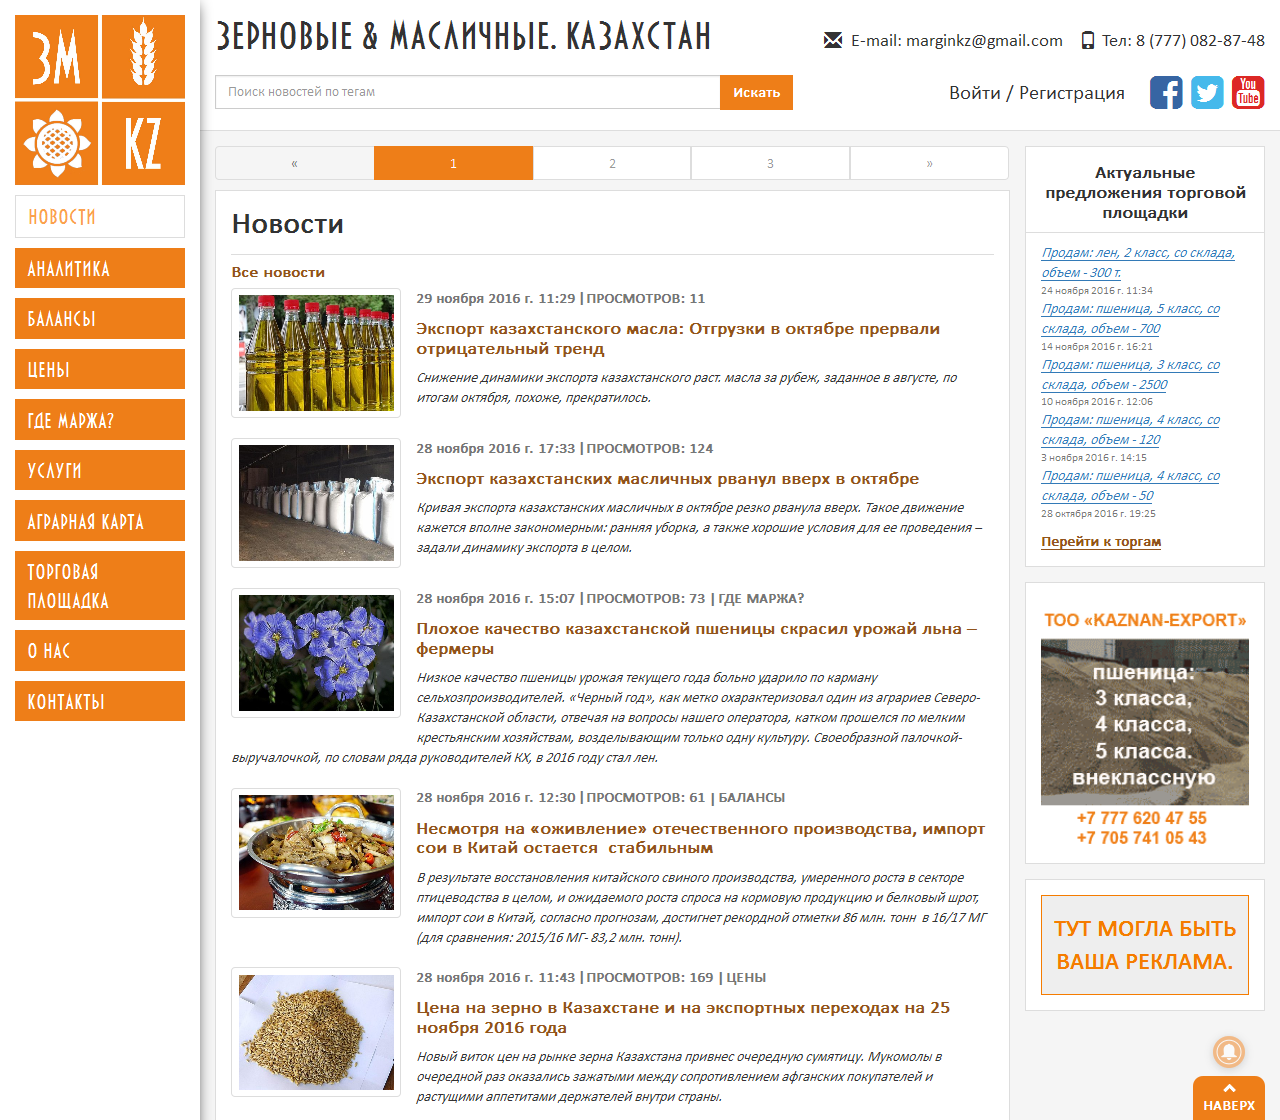 ЗМ
KZ
ЗЕРНОВЫЕ & МАСЛИЧНЫЕ. КАЗАХСТАН
E-mail: marginkz@gmail.com
Тел: 8 (777) 082-87-48
Поиск новостей по тегам
Искать
Войти / Регистрация
You
Tube
НОВОСТИ
АНАЛИТИКА
БАЛАНСЫ
ЦЕНЫ
ГДЕ МАРЖА?
УСЛУГИ
АГРАРНАЯ КАРТА
ТОРГОВАЯ
ПЛОЩАДКА
О НАС
КОНТАКТЫ
« 1 2 3 »
Новости
Все новости
29 ноября 2016 г. 11:29 | ПРОСМОТРОВ: 11
Экспорт казахстанского масла: Отгрузки в октябре прервали
отрицательный тренд
Снижение динамики экспорта казахстанского раст. масла за рубеж, заданное в августе, по
итогам октября, похоже, прекратилось.
28 ноября 2016 г. 17:33 | ПРОСМОТРОВ: 124
Экспорт казахстанских масличных рванул вверх в октябре
Кривая экспорта казахстанских масличных в октябре резко рванула вверх. Такое движение
кажется вполне закономерным: ранняя уборка, а также хорошие условия для ее проведения –
задали динамику экспорта в целом.
28 ноября 2016 г. 15:07 | ПРОСМОТРОВ: 73 | ГДЕ МАРЖА?
Плохое качество казахстанской пшеницы скрасил урожай льна –
фермеры
Низкое качество пшеницы урожая текущего года больно ударило по карману
сельхозпроизводителей. «Черный год», как метко охарактеризовал один из аграриев Северо-
Казахстанской области, отвечая на вопросы нашего оператора, катком прошелся по мелким
крестьянским хозяйствам, возделывающим только одну культуру. Своеобразной палочкой-
выручалочкой, по словам ряда руководителей КХ, в 2016 году стал лен.
28 ноября 2016 г. 12:30 | ПРОСМОТРОВ: 61 | БАЛАНСЫ
Несмотря на «оживление» отечественного производства, импорт
сои в Китай остается стабильным
В результате восстановления китайского свиного производства, умеренного роста в секторе
птицеводства в целом, и ожидаемого роста спроса на кормовую продукцию и белковый шрот,
импорт сои в Китай, согласно прогнозам, достигнет рекордной отметки 86 млн. тонн в 16/17 МГ
(для сравнения: 2015/16 МГ- 83,2 млн. тонн).
28 ноября 2016 г. 11:43 | ПРОСМОТРОВ: 169 | ЦЕНЫ
Цена на зерно в Казахстане и на экспортных переходах на 25
ноября 2016 года
Новый виток цен на рынке зерна Казахстана привнес очередную сумятицу. Мукомолы в
очередной раз оказались зажатыми между сопротивлением афганских покупателей и
растущими аппетитами держателей внутри страны.
Актуальные
предложения торговой
площадки
Продам: лен, 2 класс, со склада,
объем - 300 т.
24 ноября 2016 г. 11:34
Продам: пшеница, 5 класс, со
склада, объем - 700
14 ноября 2016 г. 16:21
Продам: пшеница, 3 класс, со
склада, объем - 2500
10 ноября 2016 г. 12:06
Продам: пшеница, 4 класс, со
склада, объем - 120
3 ноября 2016 г. 14:15
Продам: пшеница, 4 класс, со
склада, объем - 50
28 октября 2016 г. 19:25
Перейти к торгам
ТОО «KAZNAN-EXPORT»
пшеница:
3 класса,
4 класса,
5 класса.
внеклассную
+7 777 620 47 55
+7 705 741 05 43
ТУТ МОГЛА БЫТЬ
ВАША РЕКЛАМА.
НАВЕРХ